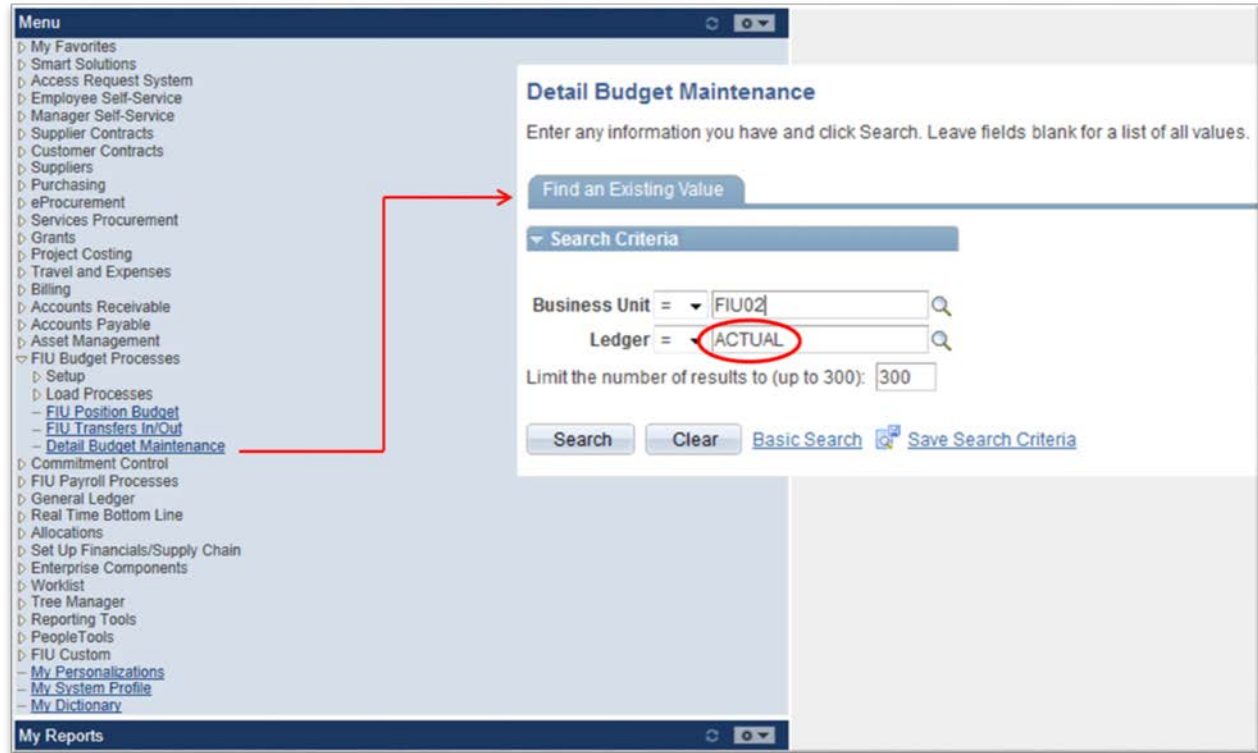 Menu
My Favorites
Smart Solutions
Access Request System
Employee Self-Service
Manager Self-Service
Supplier Contracts
Customer Contracts
Suppliers
Purchasing
eProcurement
Services Procurement
Grants
Project Costing
Travel and Expenses
Billing
Accounts Receivable
Accounts Payable
Asset Management
FIU Budget Processes
Setup
Load Processes
FIU Position Budget
FIU Transfers In/Out
Detail Budget Maintenance
Commitment Control
FIU Payroll Processes
General Ledger
Real Time Bottom Line
Allocations
Set Up Financials/Supply Chain
Enterprise Components
Worklist
Tree Manager
Reporting Tools
PeopleTools
FIU Custom
My Personalizations
My System Profile
My Dictionary
My Reports
Detail Budget Maintenance
Enter any information you have and click Search. Leave fields blank for a list of all values.
Find an Existing Value
Search Criteria
Business Unit = FIU02
Ledger = ACTUAL
Limit the number of results to (up to 300): 300
Search Clear Basic Search Save Search Criteria